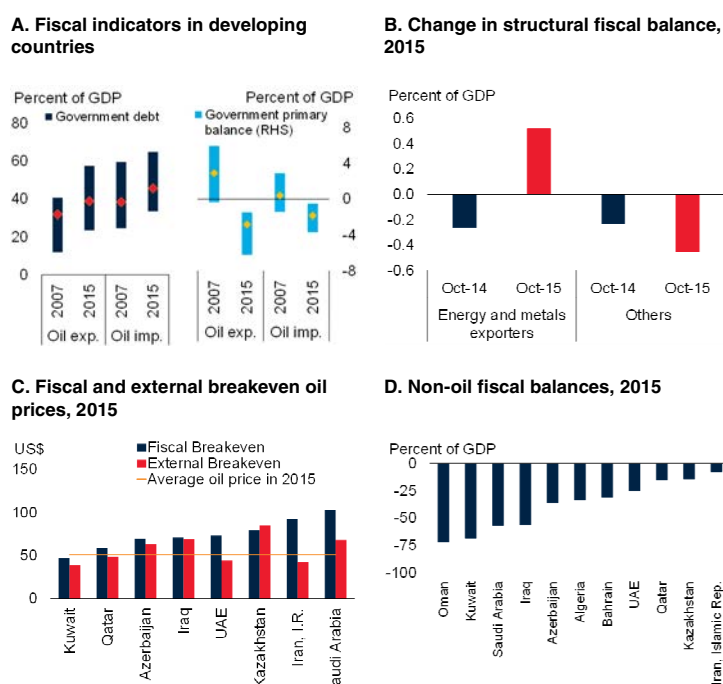 A. Fiscal indicators in developing
countries
Percent of GDP
Percent of GDP
80
60
40
20
0
Government debt
Government primary
balance (RHS)
8
4
0
-4
-8
2007
2015
2007
2015
Oil exp.
Oil imp.
2007
2015
2007
2015
Oil exp.
Oil imp.
B. Change in structural fiscal balance,
2015
Percent of GDP
0.6
0.4
0.2
0.0
-0.2
-0.4
-0.6
Oct-14
Oct-15
Oct-14
Oct-15
Energy and metals
exporters
Others
C. Fiscal and external breakeven oil
prices, 2015
US$
150
100
50
0
Fiscal Breakeven
External Breakeven
Average oil price in 2015
Kuwait
Qatar
Azerbaijan
Iraq
UAE
Kazakhstan
Iran, I.R.
audi Arabia
D. Non-oil fiscal balances, 2015
Percent of GDP
0
-25
-50
-75
-100
Oman
Kuwait
Saudi Arabia
Iraq
Azerbaijan
Algeria
Bahrain
UAE
Qatar
Kazakhstan
Iran, Islamic Rep.